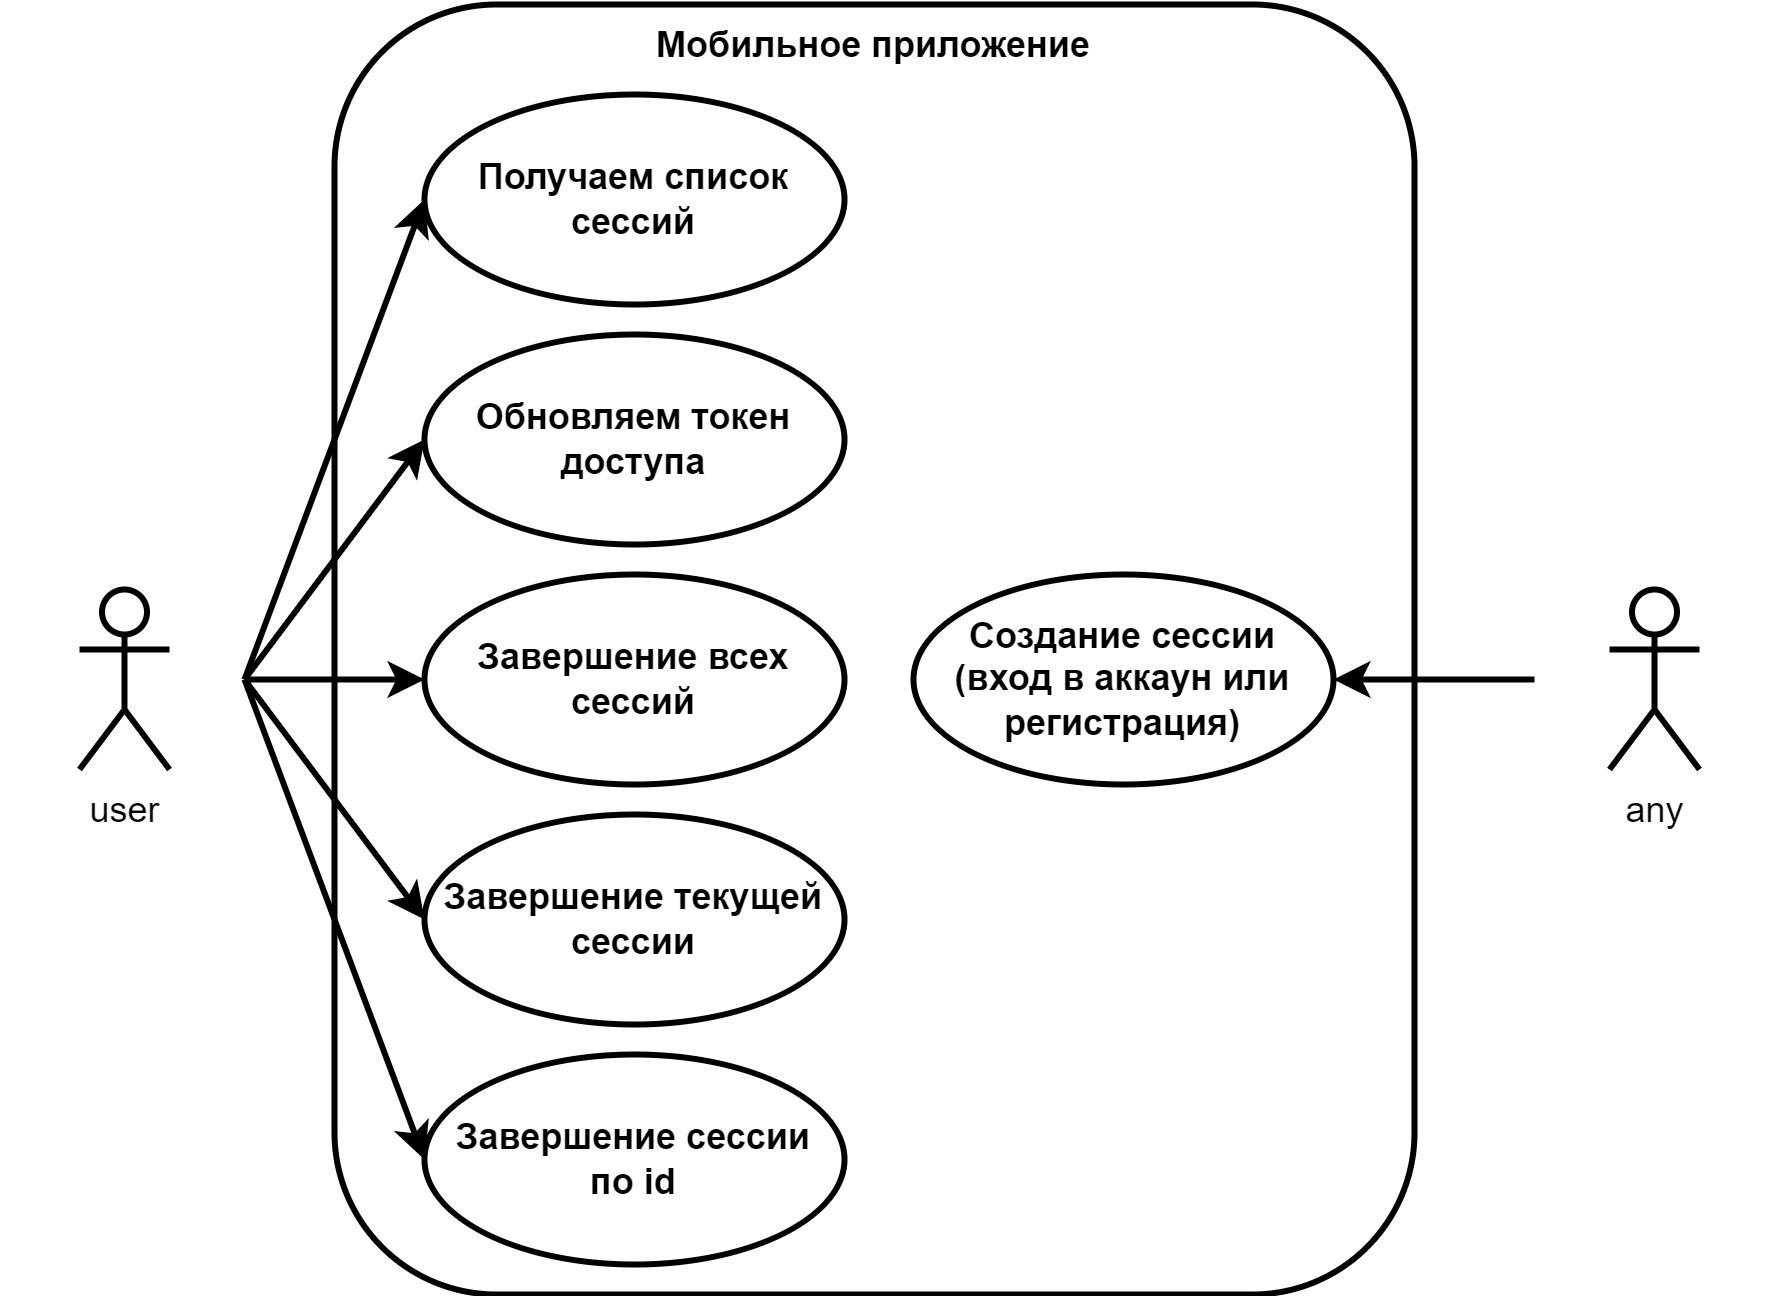 Мобильное приложение
Получаем список
сессий
Обновляем токен
доступа
Завершение всех
сессий
Создание сессии
(вход в аккаун или
регистрация)
user
any
Завершение текущей
сессии
Завершение сессии
по id